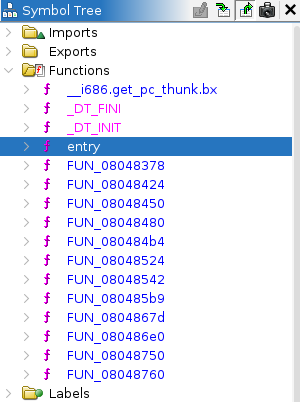 Symbol Tree
Imports
Exports
Functions
__i686.get_pc_thunk.bx
_DT_FINI
_DT_INIT
entry
FUN_08048378
FUN_08048424
FUN_08048450
FUN_08048480
FUN_080484b4
FUN_08048524
FUN_08048542
FUN_080485b9
FUN_0804867d
FUN_080486e0
FUN_08048750
FUN_08048760
Labels